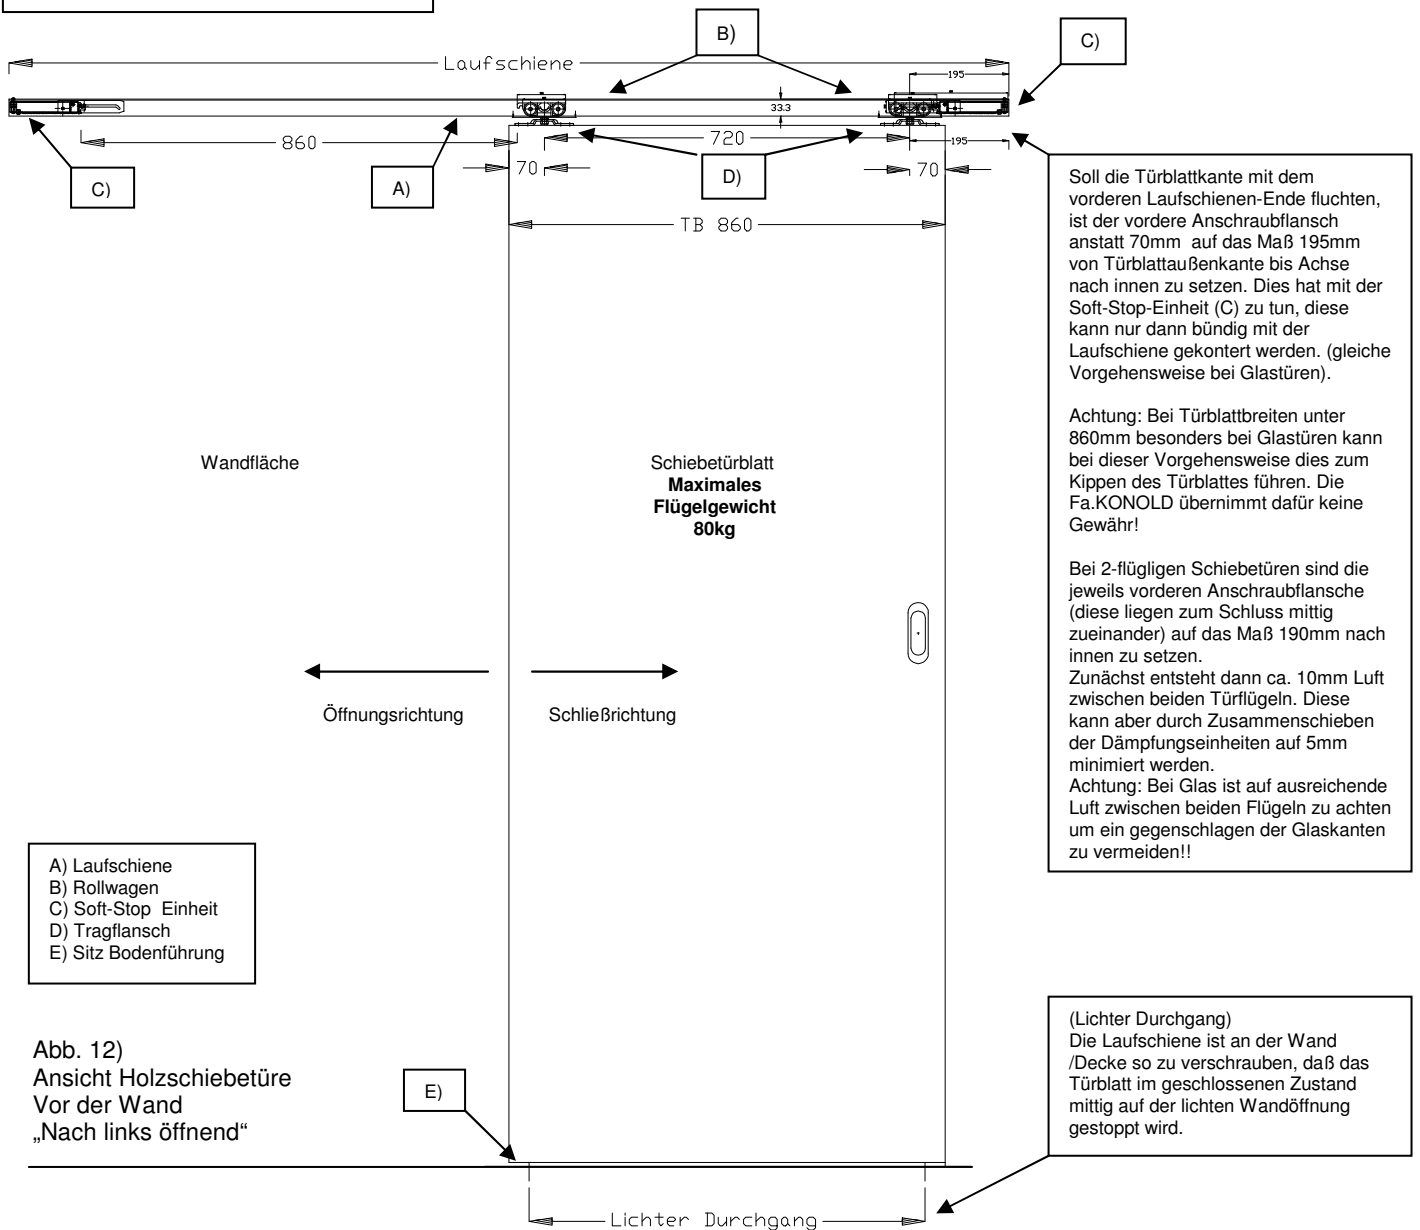 B)
C)
Laufschiene
195
33.3
860
720
195
C)
A)
70
D)
70
TB 860
Soll die Türblattkante mit dem
vorderen Laufschienen-Ende fluchten,
ist der vordere Anschraubflansch
anstatt 70mm auf das Maß 195mm
von Türblattaußenkante bis Achse
nach innen zu setzen. Dies hat mit der
Soft-Stop-Einheit (C) zu tun, diese
kann nur dann bündig mit der
Laufschiene gekontert werden. (gleiche
Vorgehensweise bei Glastüren).
Achtung: Bei Türblattbreiten unter
860mm besonders bei Glastüren kann
bei dieser Vorgehensweise dies zum
Kippen des Türblattes führen. Die
Fa.KONOLD übernimmt dafür keine
Gewähr!
Bei 2-flügligen Schiebetüren sind die
jeweils vorderen Anschraubflansche
(diese liegen zum Schluss mittig
zueinander) auf das Maß 190mm nach
innen zu setzen.
Zunächst entsteht dann ca. 10mm Luft
zwischen beiden Türflügeln. Diese
kann aber durch Zusammenschieben
der Dämpfungseinheiten auf 5mm
minimiert werden.
Achtung: Bei Glas ist auf ausreichende
Luft zwischen beiden Flügeln zu achten
um ein gegenschlagen der Glaskanten
zu vermeiden!!
Wandfläche
Schiebetürblatt
Maximales
Flügelgewicht
80kg
Öffnungsrichtung
Schließrichtung
A) Laufschiene
B) Rollwagen
C) Soft-Stop Einheit
D) Tragflansch
E) Sitz Bodenführung
Abb. 12)
Ansicht Holzschiebetüre
Vor der Wand
„Nach links öffnend“
E)
(Lichter Durchgang)
Die Laufschiene ist an der Wand
/Decke so zu verschrauben, daß das
Türblatt im geschlossenen Zustand
mittig auf der lichten Wandöffnung
gestoppt wird.
Lichter Durchgang